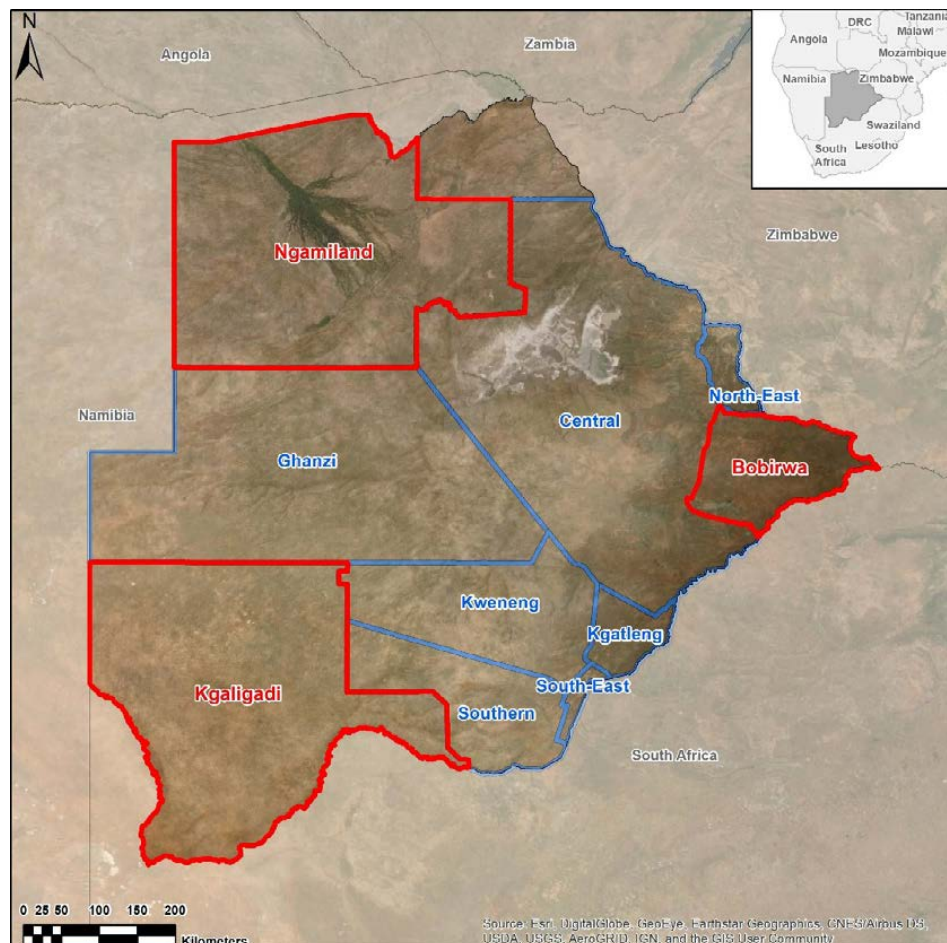 N
Angola
Zambia
DRC
Tanzania
Malawi
Angola
Mozambique
Namibia
Zimbabwe
Swaziland
South
Africa
Lesotho
Ngamiland
Zimbabwe
Namibia
North-East
Central
Ghanzi
Bobirwa
Kweneng
Kgatleng
South-East
Kgaligadi
Southern
South Africa
0 25 50 100 150 200
Kilometers
Source: Esri, DigitalGlobe, GeoEye, Earthstar Geographics, CNES/Airbus DS,
USDA, USGS, AeroGRID, IGN, and the GIS User Community